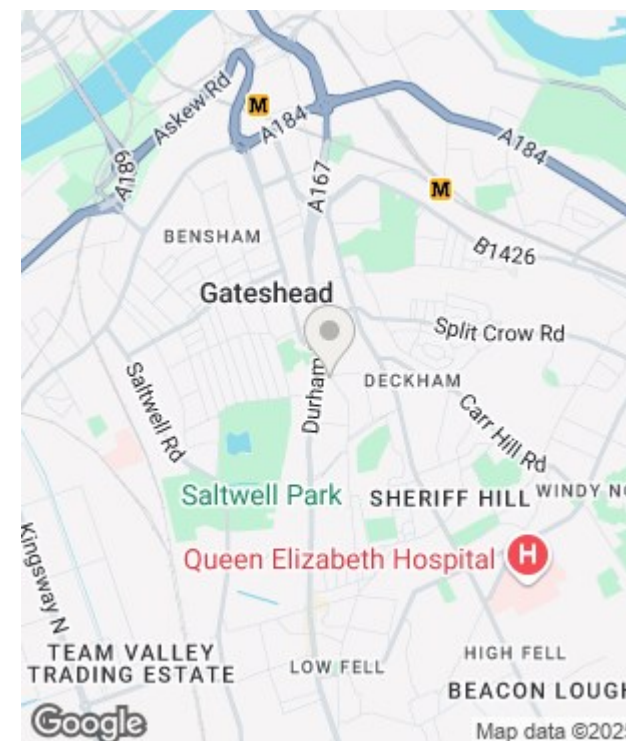 Askew Rd
M
A184
A184
A189
A167
M
BENSHAM
B1426
Gateshead
Split Crow Rd
Durham
DECKHAM
Saltwell Rd
Carr Hill Rd
Saltwell Park
SHERIFF HILL
WINDY NO
Queen Elizabeth Hospital
H
Kingsway N
TEAM VALLEY
TRADING ESTATE
LOW FELL
HIGH FELL
BEACON LOUGH
Google
Map data ©2025